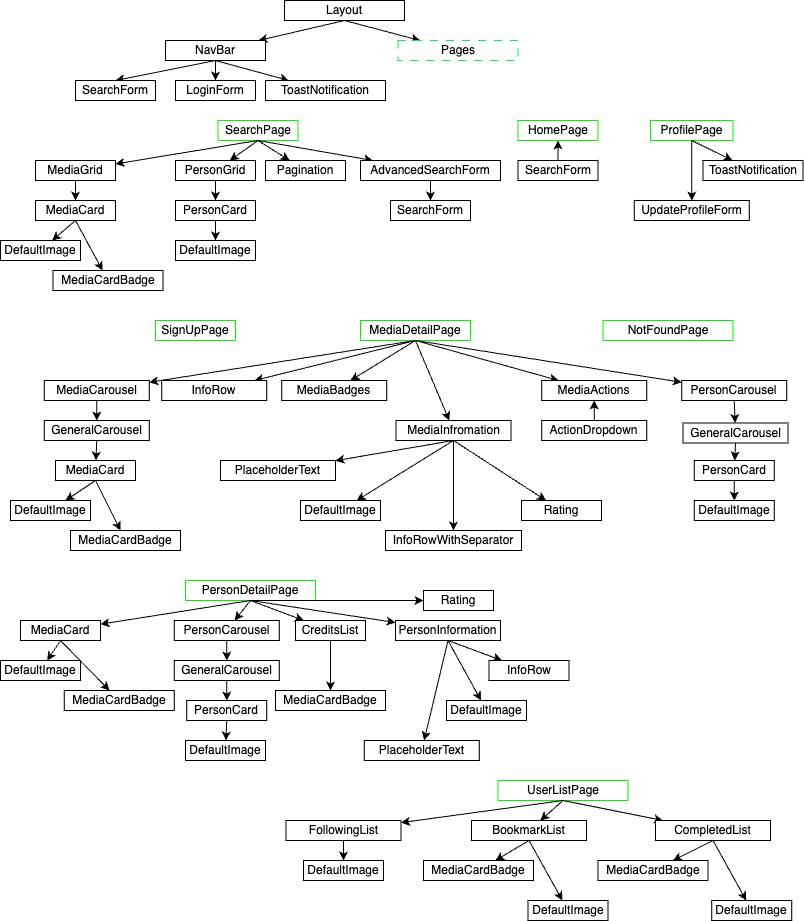 Layout
NavBar
Pages
SearchForm
LoginForm
ToastNotification
SearchPage
HomePage
ProfilePage
MediaGrid
PersonGrid
Pagination
AdvancedSearchForm
SearchForm
ToastNotification
MediaCard
PersonCard
SearchForm
UpdateProfileForm
DefaultImage
DefaultImage
MediaCardBadge
SignUpPage
MediaDetailPage
NotFoundPage
MediaCarousel
InfoRow
MediaBadges
MediaActions
PersonCarousel
GeneralCarousel
MediaInfromation
ActionDropdown
GeneralCarousel
MediaCard
PlaceholderText
PersonCard
DefaultImage
DefaultImage
Rating
DefaultImage
MediaCardBadge
InfoRowWithSeparator
PersonDetailPage
Rating
MediaCard
PersonCarousel
CreditsList
PersonInformation
DefaultImage
GeneralCarousel
InfoRow
MediaCardBadge
MediaCardBadge
PersonCard
DefaultImage
DefaultImage
PlaceholderText
UserListPage
FollowingList
BookmarkList
CompletedList
DefaultImage
MediaCardBadge
MediaCardBadge
DefaultImage
DefaultImage